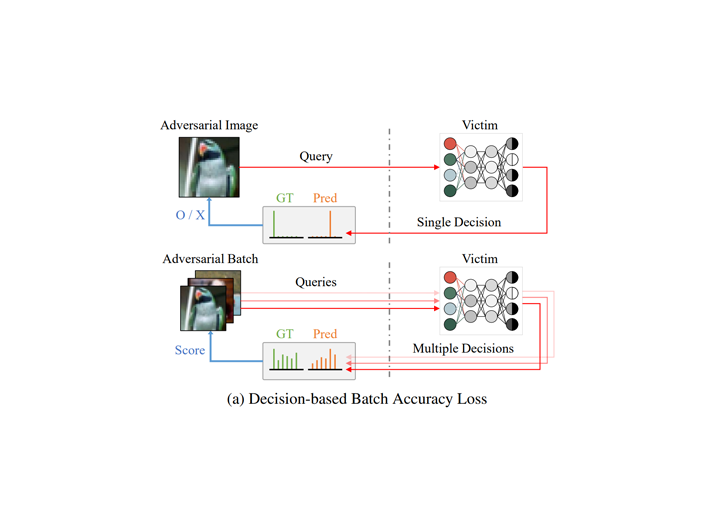 Adversarial Image
Victim
Query
GT Pred
O / X
Single Decision
Adversarial Batch
Victim
Queries
GT Pred
Score
Multiple Decisions
(a) Decision-based Batch Accuracy Loss